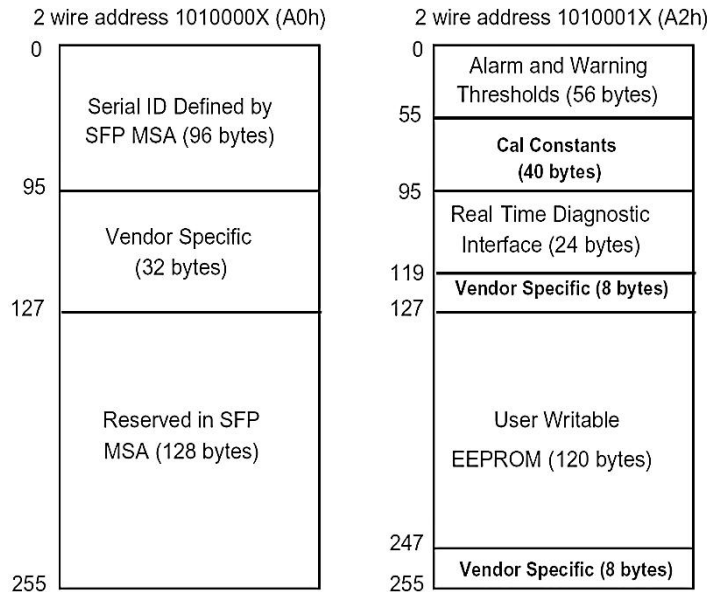 2 wire address 1010000X (A0h)
0
Serial ID Defined by
SFP MSA (96 bytes)
95
Vendor Specific
(32 bytes)
127
Reserved in SFP
MSA (128 bytes)
255
2 wire address 1010001X (A2h)
0
Alarm and Warning
Thresholds (56 bytes)
55
Cal Constants
(40 bytes)
95
Real Time Diagnostic
Interface (24 bytes)
119
Vendor Specific (8 bytes)
127
User Writable
EEPROM (120 bytes)
247
Vendor Specific (8 bytes)
255